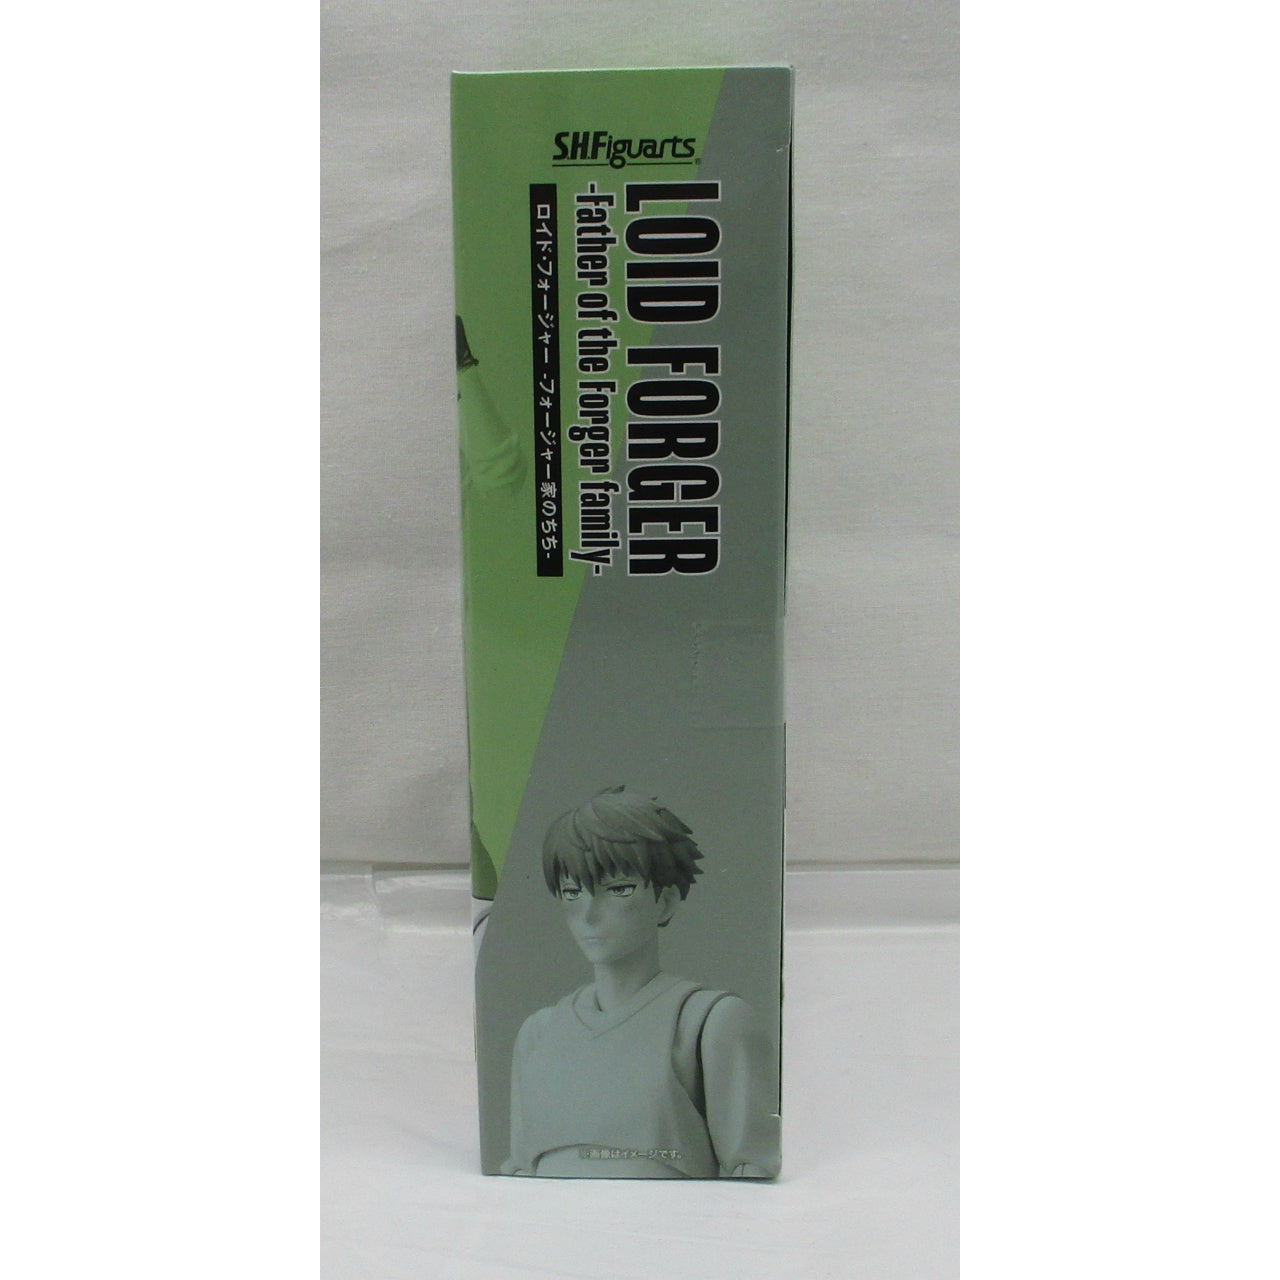 S.H.Figuarts
LOID FORGER
-Father of the Forger family-
ロイド・フォージャー -フォージャー家のちち-
※画像はイメージです。